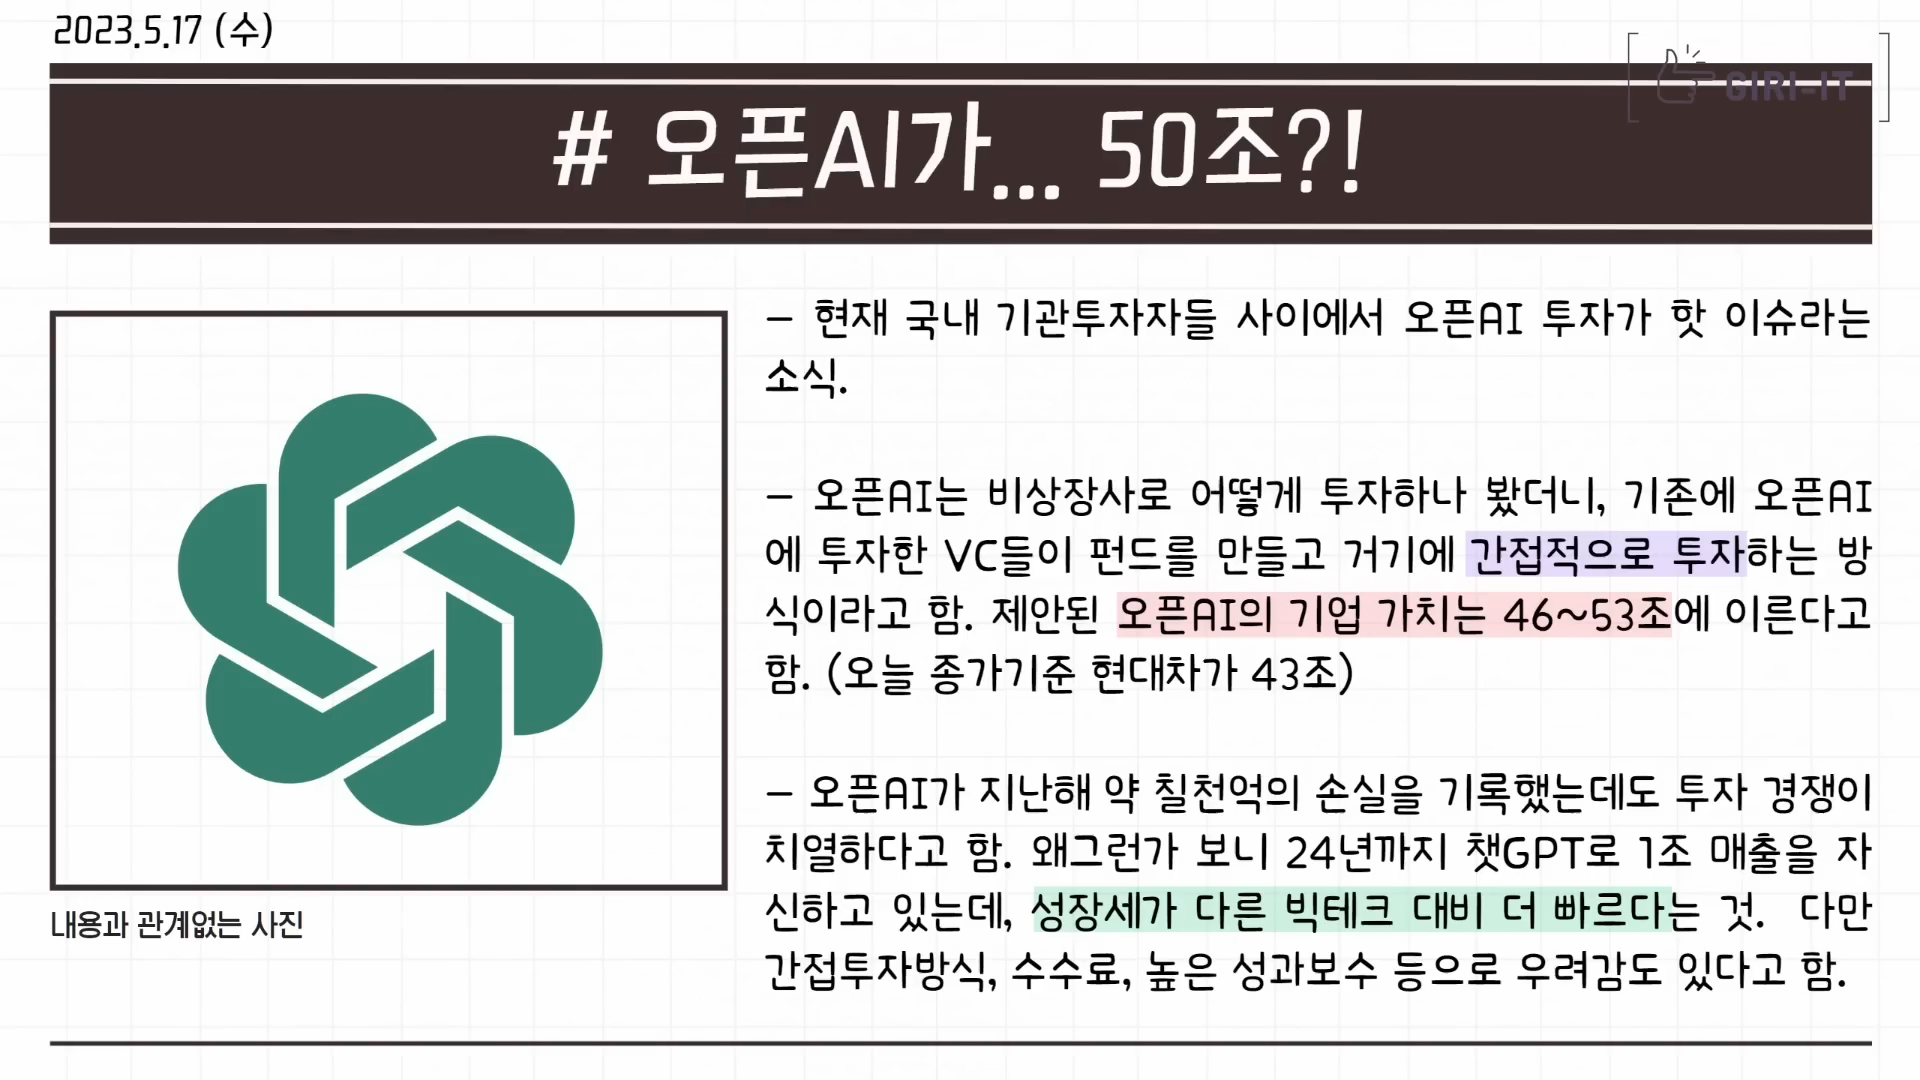 2023.5.17 (수)
GIRI-IT
# 오픈AI가... 50조?!
– 현재 국내 기관투자자들 사이에서 오픈AI 투자가 핫 이슈라는
소식.
– 오픈AI는 비상장사로 어떻게 투자하나 봤더니, 기존에 오픈AI
에 투자한 VC들이 펀드를 만들고 거기에 간접적으로 투자하는 방
식이라고 함. 제안된 오픈AI의 기업 가치는 46~53조에 이른다고
함. (오늘 종가기준 현대차가 43조)
– 오픈AI가 지난해 약 칠천억의 손실을 기록했는데도 투자 경쟁이
치열하다고 함. 왜그런가 보니 24년까지 챗GPT로 1조 매출을 자
신하고 있는데, 성장세가 다른 빅테크 대비 더 빠르다는 것. 다만
간접투자방식, 수수료, 높은 성과보수 등으로 우려감도 있다고 함.
내용과 관계없는 사진